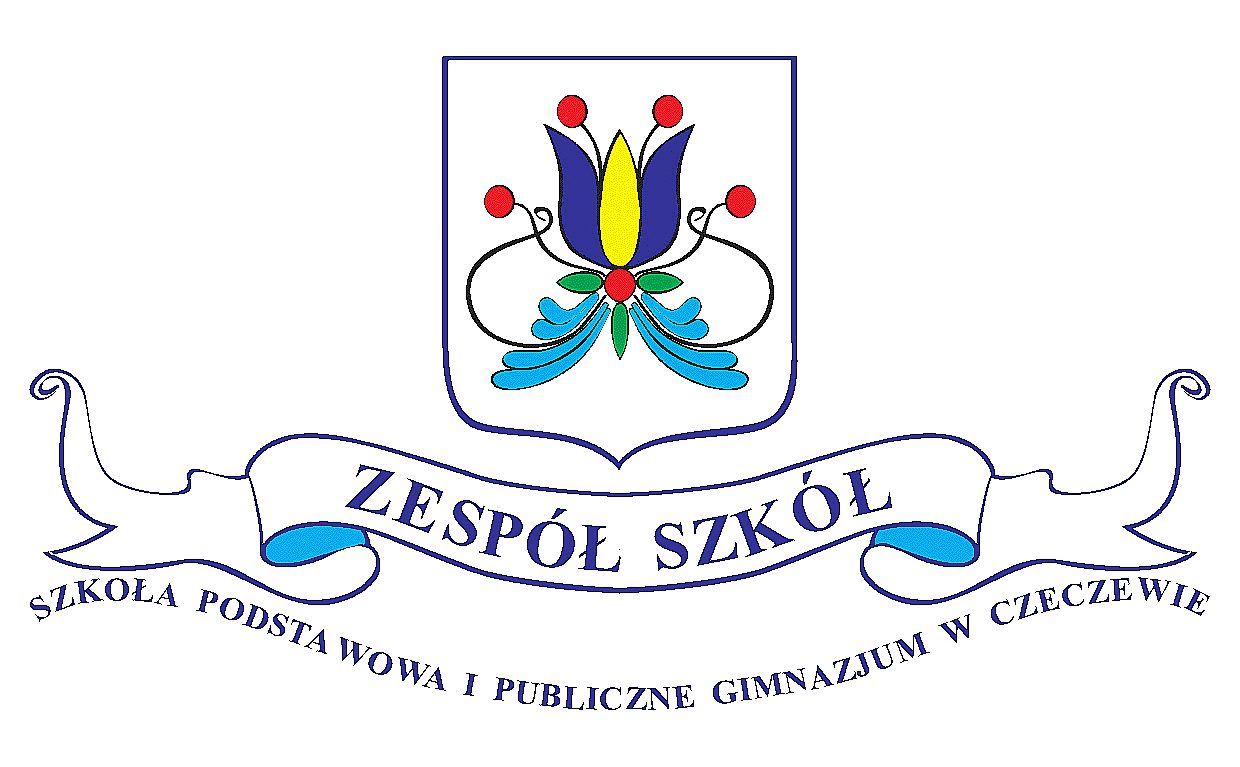 ZESPÓŁ SZKÓŁ
SZKOŁA PODSTAWOWA I PUBLICZNE GIMNAZJUM W CZECZEWIE